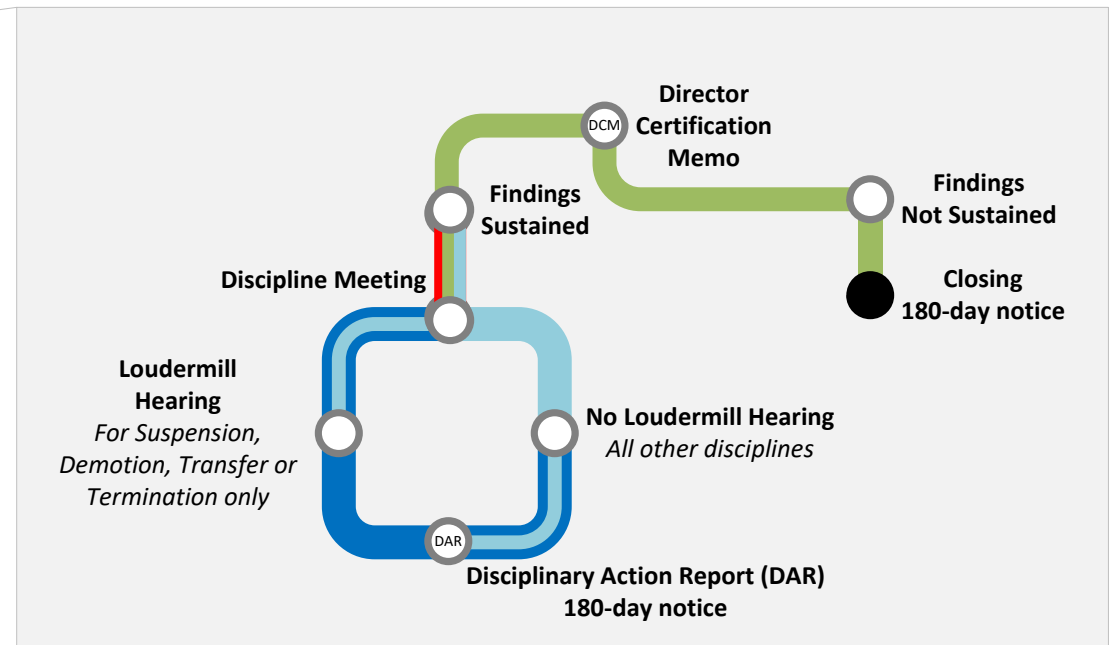 Director
DCM
Certification
Memo
Findings
Sustained
Findings
Not Sustained
Discipline Meeting
Closing
180-day notice
Loudermill
Hearing
For Suspension,
Demotion, Transfer or
Termination only
No Loudermill Hearing
All other disciplines
DAR
Disciplinary Action Report (DAR)
180-day notice